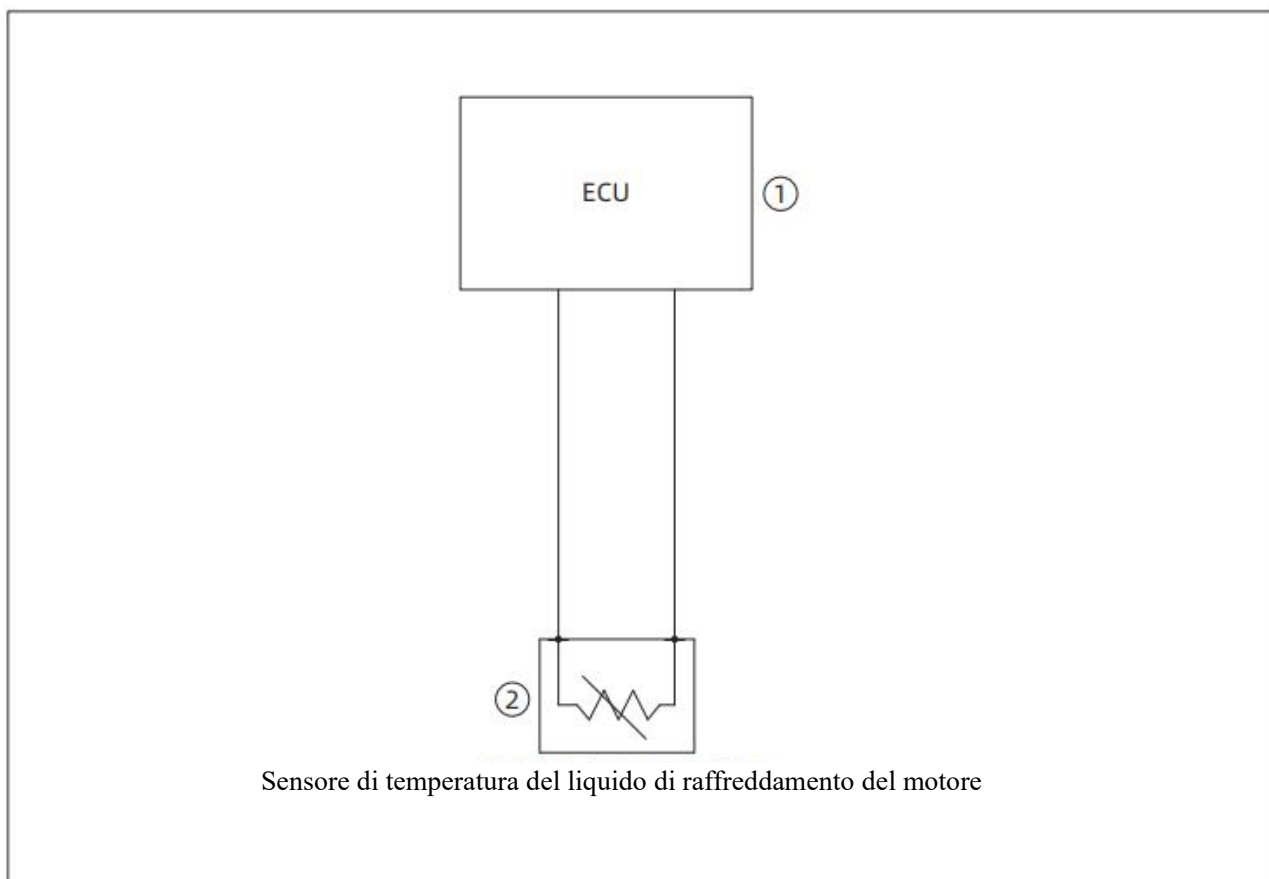 ECU
①
②
Sensore di temperatura del liquido di raffreddamento del motore